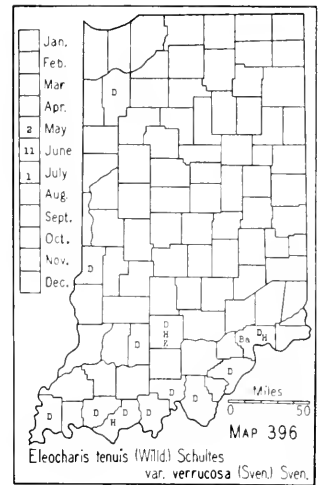 Jan.
Feb.
Mar
Apr.
2 May
11 June
1 July
Aug.
Sept.
Oct.
Nov.
Dec.
D
D
D
H
D
D H
Ba
D
D
D
D
D
D
D
H
Miles
0 50
MAP 396
Eleocharis tenuis (Willd.) Schultes
var. verrucosa (Sven.) Sven.